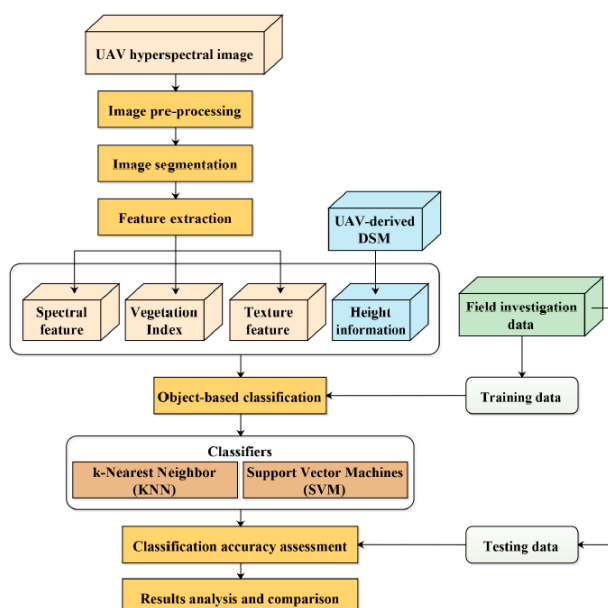 UAV hyperspectral image
Image pre-processing
Image segmentation
Feature extraction
UAV-derived
DSM
Spectral
feature
Vegetation
Index
Texture
feature
Height
information
Field investigation
data
Object-based classification
Training data
Classifiers
k-Nearest Neighbor
(KNN)
Support Vector Machines
(SVM)
Classification accuracy assessment
Testing data
Results analysis and comparison